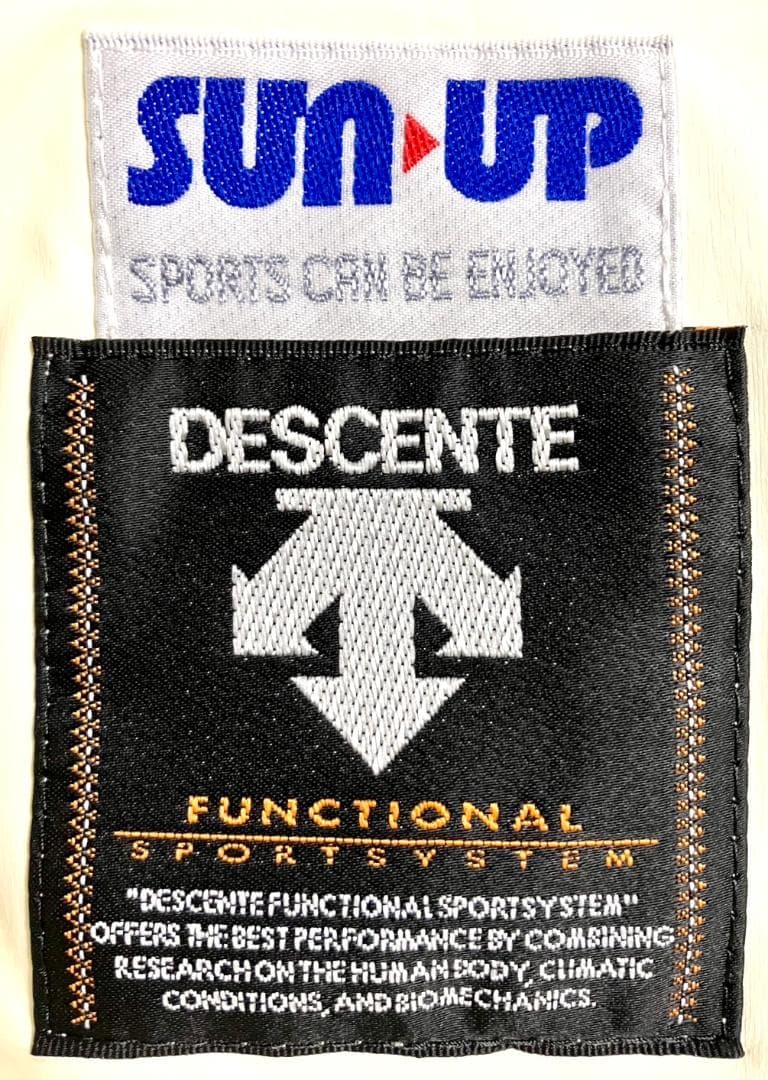 SUN UP
SPORTS CAN BE ENJOYED
DESCENTE
FUNCTIONAL
SPORTSYSTEM
"DESCENTE FUNCTIONAL SPORTSYSTEM"
OFFERS THE BEST PERFORMANCE BY COMBINING
RESEARCH ON THE HUMAN BODY, CLIMATIC
CONDITIONS, AND BIOMECHANICS.